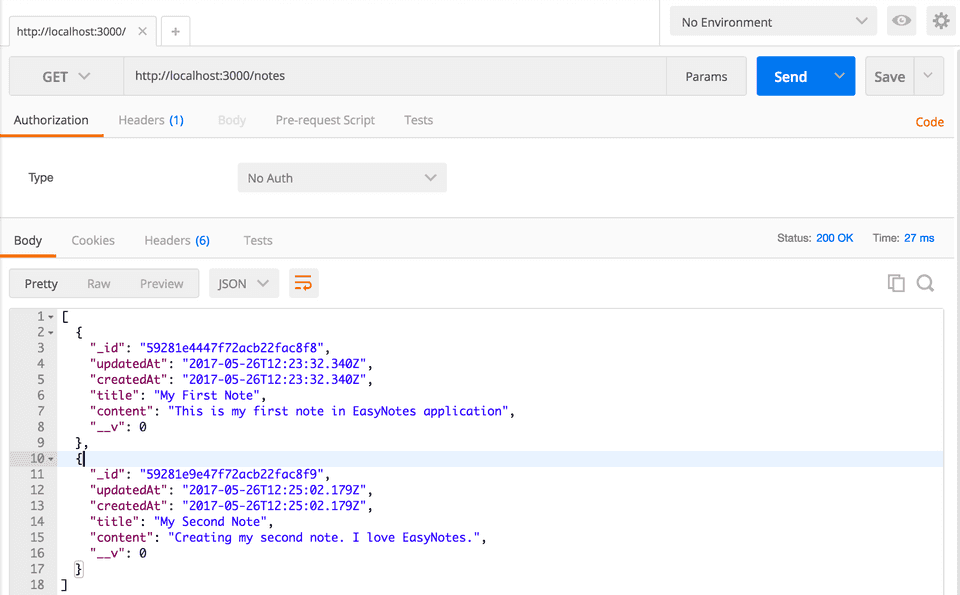 http://localhost:3000/ × +
No Environment
GET http://localhost:3000/notes Params Send Save
Authorization Headers (1) Body Pre-request Script Tests Code
Type No Auth
Body Cookies Headers (6) Tests Status: 200 OK Time: 27 ms
Pretty Raw Preview JSON
1 [
2 {
3 "_id": "59281e4447f72acb22fac8f8",
4 "updatedAt": "2017-05-26T12:23:32.340Z",
5 "createdAt": "2017-05-26T12:23:32.340Z",
6 "title": "My First Note",
7 "content": "This is my first note in EasyNotes application",
8 "__v": 0
9 },
10 {
11 "_id": "59281e9e47f72acb22fac8f9",
12 "updatedAt": "2017-05-26T12:25:02.179Z",
13 "createdAt": "2017-05-26T12:25:02.179Z",
14 "title": "My Second Note",
15 "content": "Creating my second note. I love EasyNotes.",
16 "__v": 0
17 }
18 ]